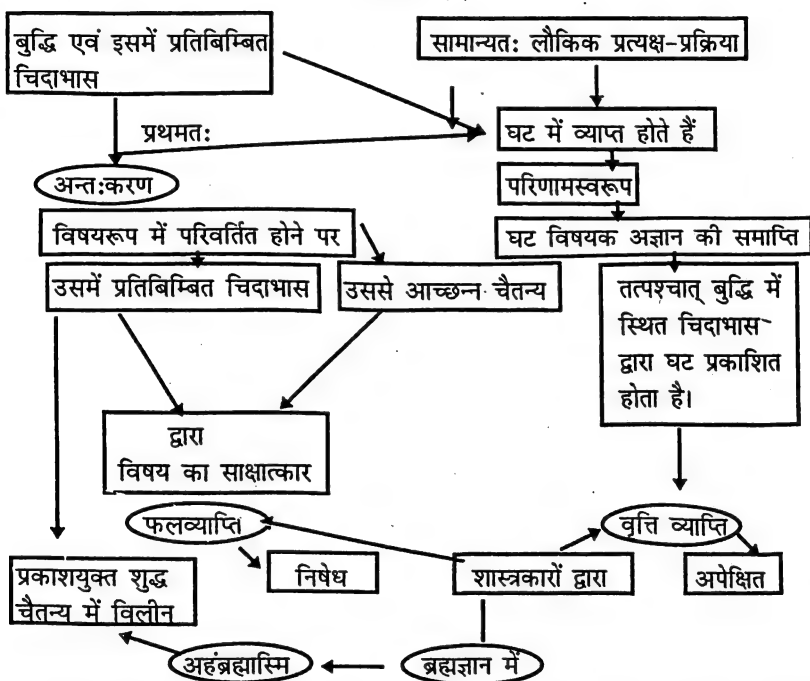 बुद्धि एवं इसमें प्रतिबिम्बित
चिदाभास
सामान्यत: लौकिक प्रत्यक्ष-प्रक्रिया
प्रथमत:
घट में व्याप्त होते हैं
अन्त:करण
परिणामस्वरूप
विषयरूप में परिवर्तित होने पर
घट विषयक अज्ञान की समाप्ति
उसमें प्रतिबिम्बित चिदाभास
उससे आच्छन्न चैतन्य
तत्पश्चात् बुद्धि में
स्थित चिदाभास
द्वारा घट प्रकाशित
होता है।
द्वारा
विषय का साक्षात्कार
फलव्याप्ति
वृत्ति व्याप्ति
निषेध
शास्त्रकारों द्वारा
अपेक्षित
प्रकाशयुक्त शुद्ध
चैतन्य में विलीन
अहंब्रह्मास्मि
ब्रह्मज्ञान में